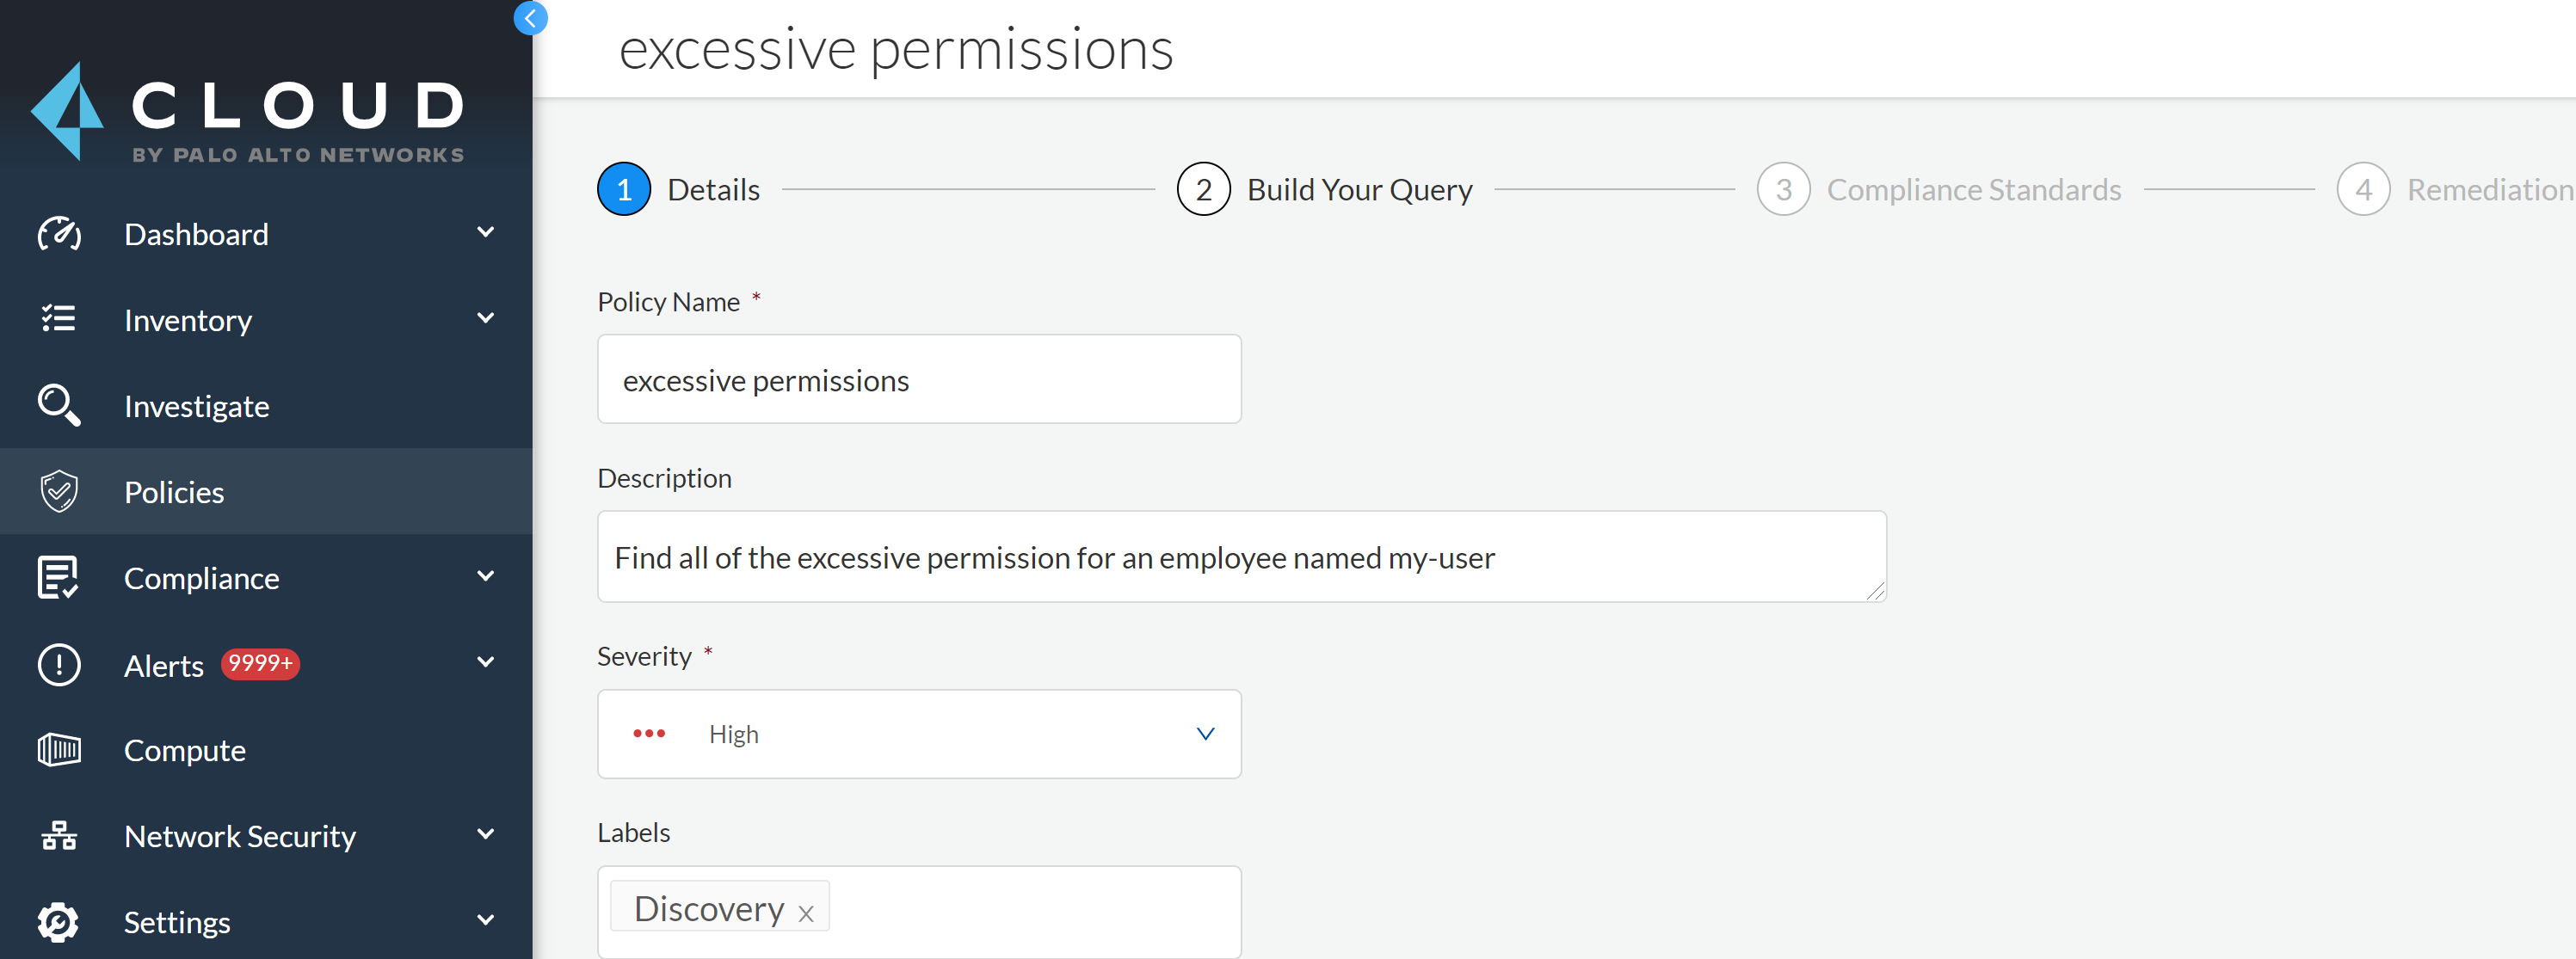 CLOUD
BY PALO ALTO NETWORKS
Dashboard
Inventory
Investigate
Policies
Compliance
Alerts 9999+
Compute
Network Security
Settings
excessive permissions
1 Details 2 Build Your Query 3 Compliance Standards 4 Remediation
Policy Name *
excessive permissions
Description
Find all of the excessive permission for an employee named my-user
Severity *
High
Labels
Discovery x